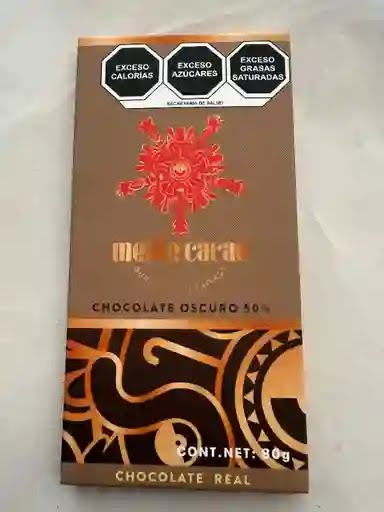 EXCESO CALORÍAS
EXCESO AZÚCARES
EXCESO GRASAS SATURADAS
SECRETARÍA DE SALUD
CHOCOLATE OSCURO 50%
CONT.NET: 80g
CHOCOLATE REAL